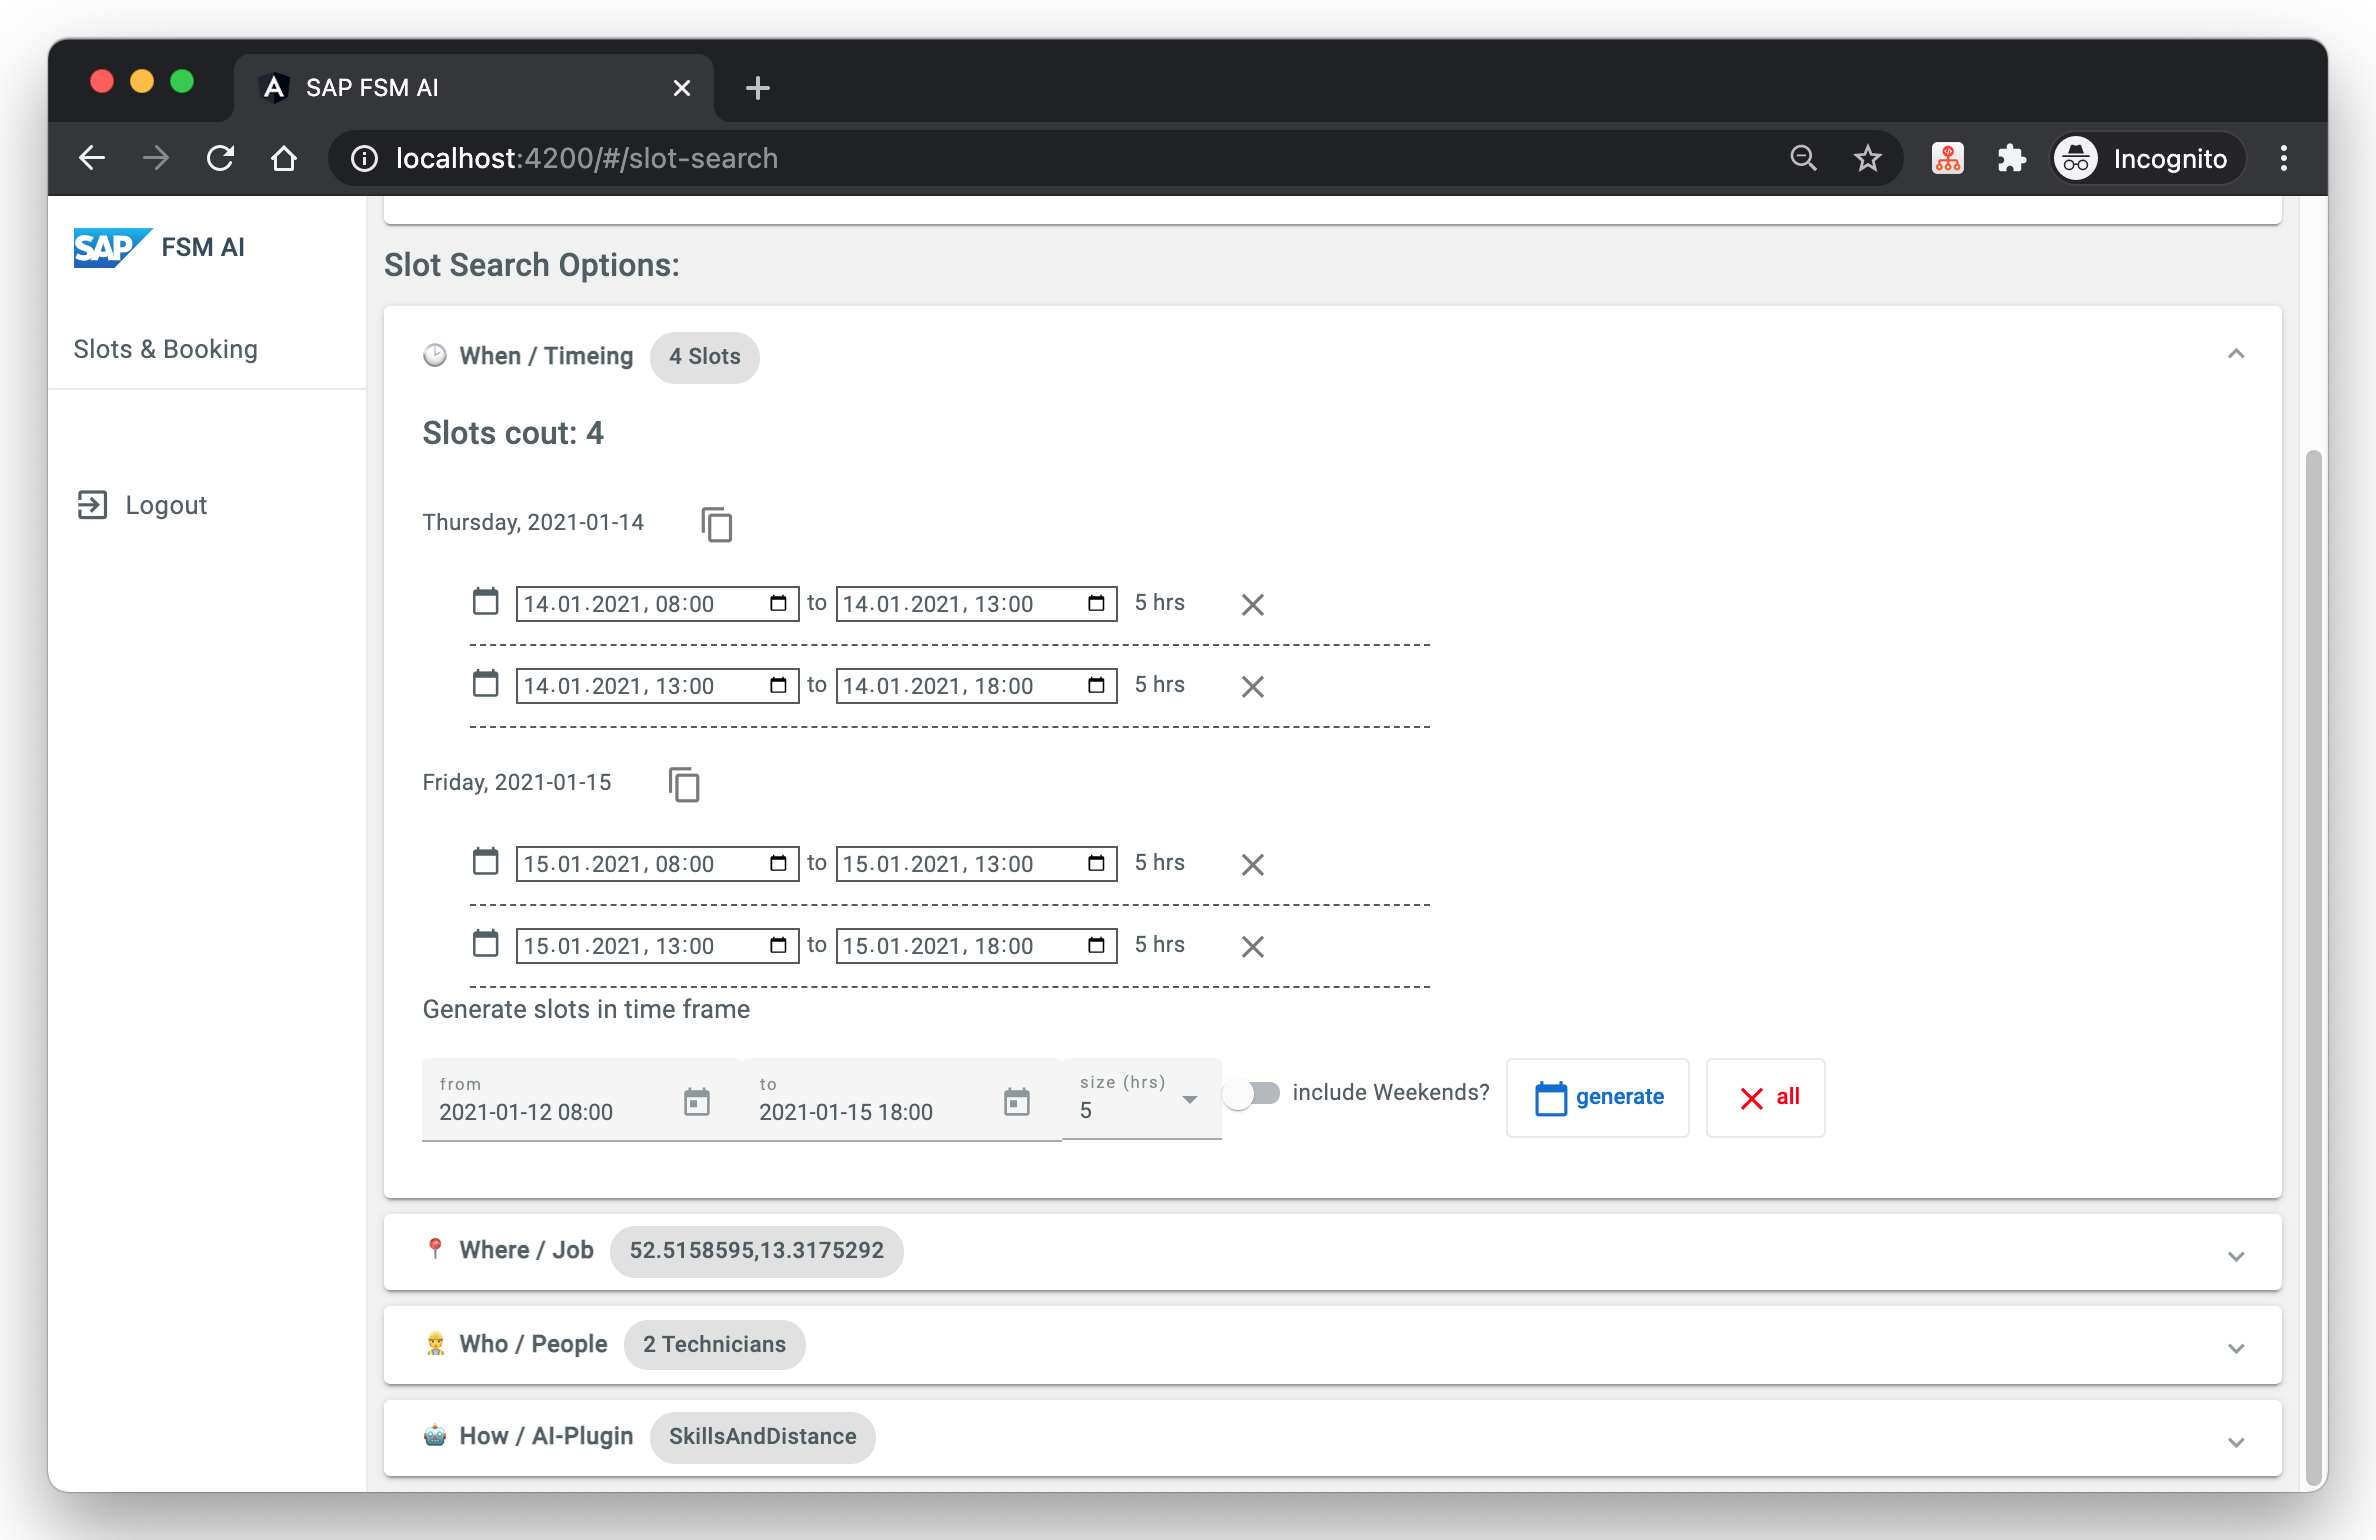 SAP FSM AI
localhost:4200/#/slot-search
Incognito
SAP FSM AI
Slots & Booking
Logout
Slot Search Options:
When / Timeing 4 Slots
Slots cout: 4
Thursday, 2021-01-14
14.01.2021, 08:00 to 14.01.2021, 13:00 5 hrs
14.01.2021, 13:00 to 14.01.2021, 18:00 5 hrs
Friday, 2021-01-15
15.01.2021, 08:00 to 15.01.2021, 13:00 5 hrs
15.01.2021, 13:00 to 15.01.2021, 18:00 5 hrs
Generate slots in time frame
from to size (hrs)
2021-01-12 08:00 2021-01-15 18:00 5 include Weekends? generate all
Where / Job 52.5158595,13.3175292
Who / People 2 Technicians
How / AI-Plugin SkillsAndDistance